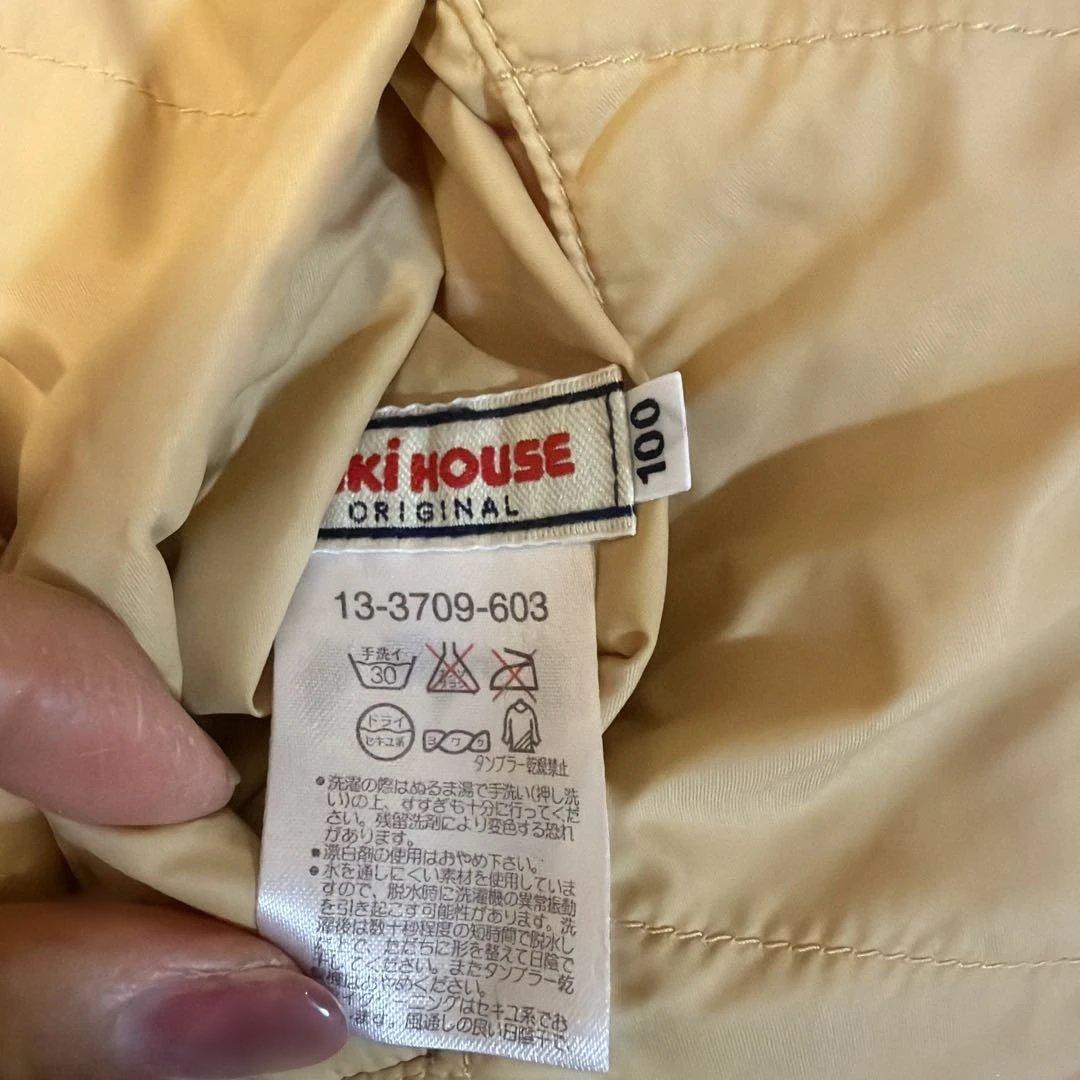 KI HOUSE
ORIGINAL
100
13-3709-603
手洗イ
30
ドライ
セキユ系
ヨワク
タンブラー乾燥禁止
●洗濯の際はぬるま湯で手洗い(押し洗
い)の上、すすぎも十分に行ってくだ
さい。残留洗剤により変色する恐れ
があります。
●漂白剤の使用はおやめ下さい。
●水を通しにくい素材を使用していま
すので、脱水時に洗濯機の異常振動
を引き起こす可能性があります。洗
濯後は数十秒程度の短時間で脱水し
た上で、ただちに形を整えて日陰で
してください。またタンブラー乾
はおやめください。
ーニングはセキユ系でお
します。風通しの良い日陰干で、